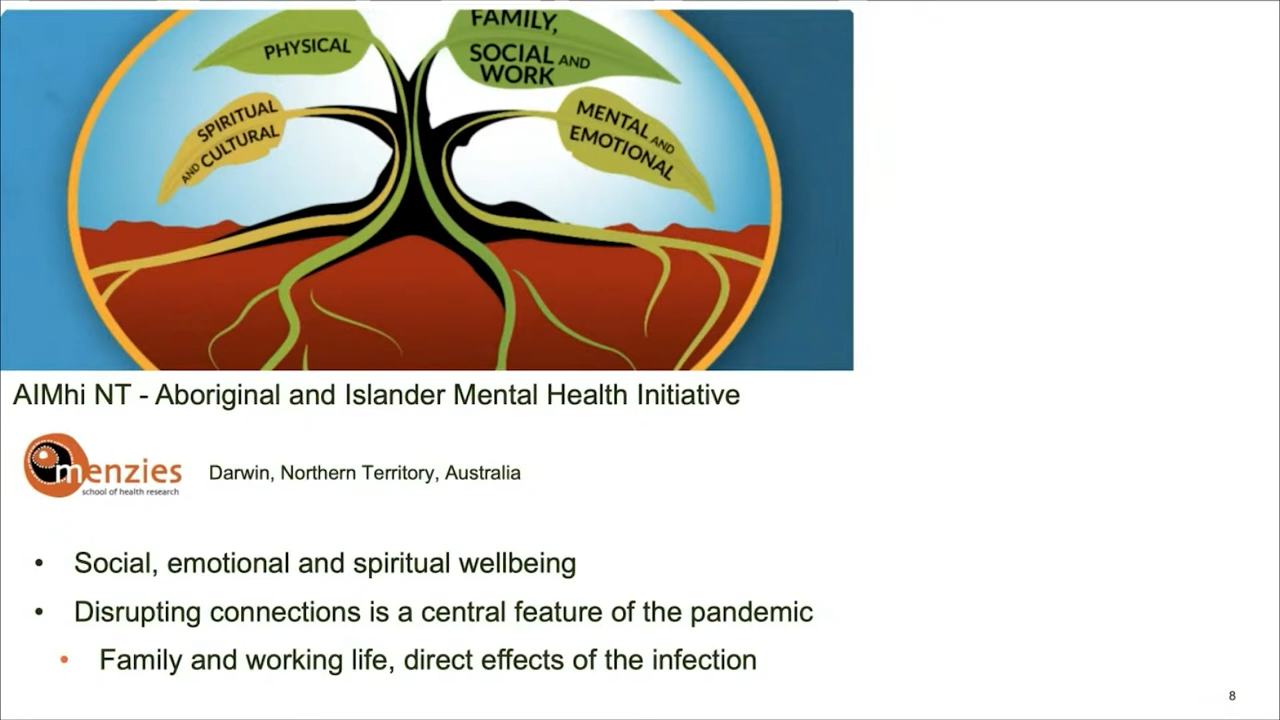 PHYSICAL
FAMILY,
SOCIAL AND
WORK
SPIRITUAL
AND CULTURAL
MENTAL AND
EMOTIONAL
AIMhi NT - Aboriginal and Islander Mental Health Initiative
menzies
school of health research
Darwin, Northern Territory, Australia
• Social, emotional and spiritual wellbeing
• Disrupting connections is a central feature of the pandemic
• Family and working life, direct effects of the infection
8